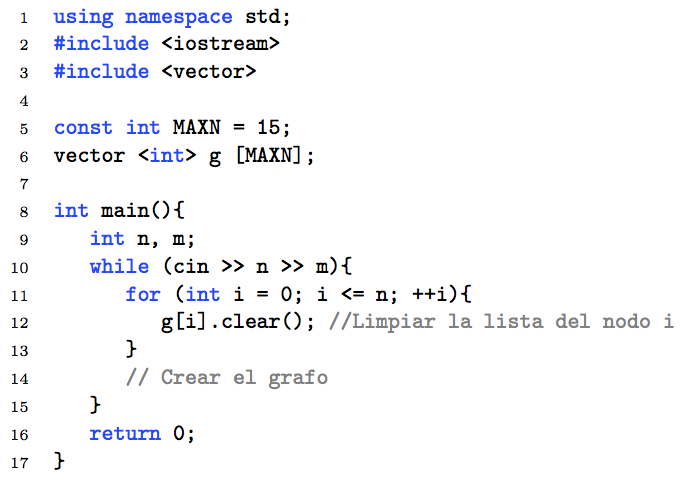 1 using namespace std;
2 #include <iostream>
3 #include <vector>
4
5 const int MAXN = 15;
6 vector <int> g [MAXN];
7
8 int main(){
9 int n, m;
10 while (cin >> n >> m){
11 for (int i = 0; i <= n; ++i){
12 g[i].clear(); //Limpiar la lista del nodo i
13 }
14 // Crear el grafo
15 }
16 return 0;
17 }